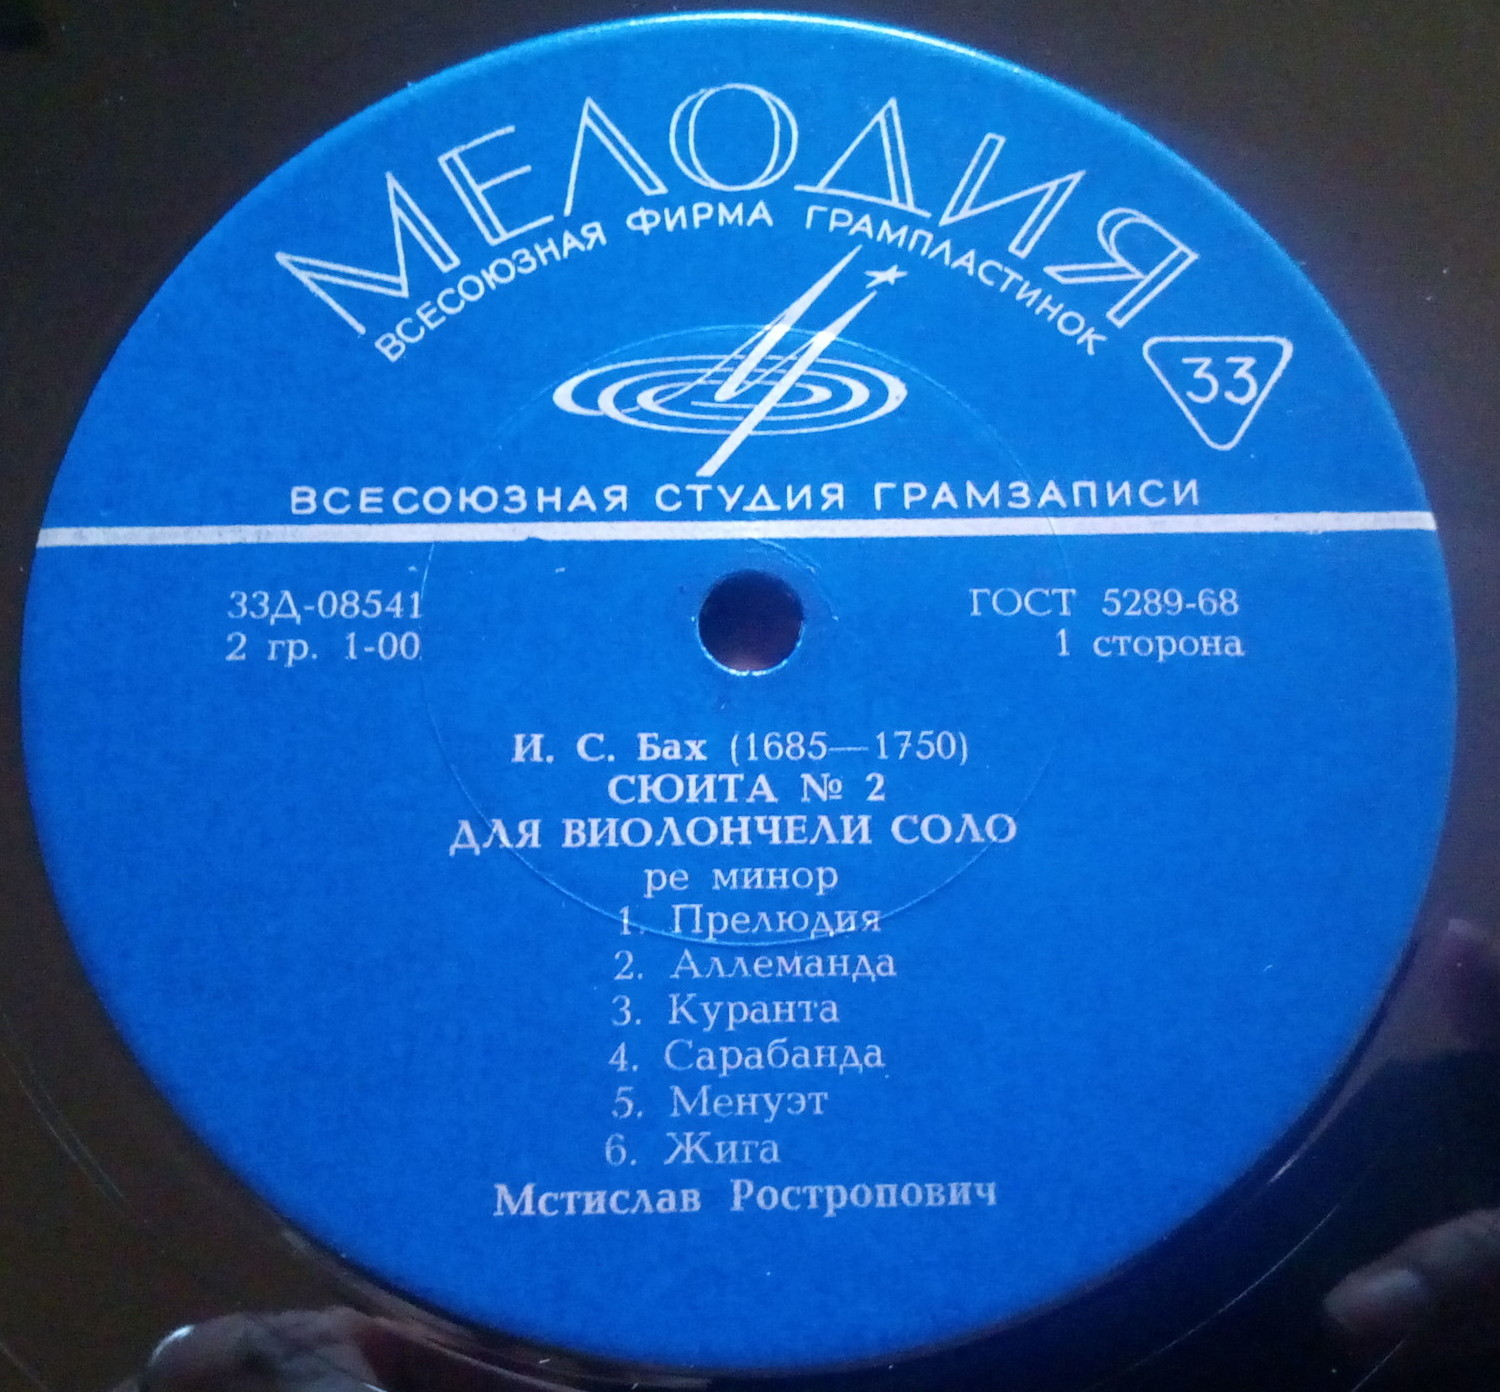 МЕЛОДИЯ
ВСЕСОЮЗНАЯ ФИРМА ГРАМПЛАСТИНОК
33
ВСЕСОЮЗНАЯ СТУДИЯ ГРАМЗАПИСИ
33Д-08541
ГОСТ 5289-68
2 гр. 1-00
1 сторона
И. С. Бах (1685—1750)
СЮИТА № 2
ДЛЯ ВИОЛОНЧЕЛИ СОЛО
ре минор
1. Прелюдия
2. Аллеманда
3. Куранта
4. Сарабанда
5. Менуэт
6. Жига
Мстислав Ростропович